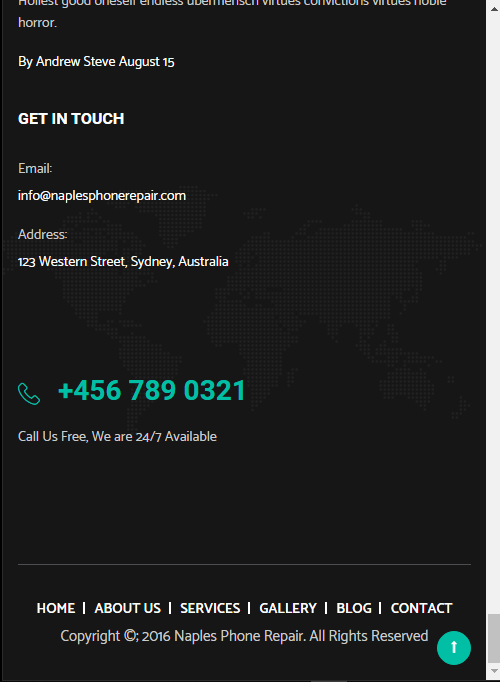 Holiest good oneself endless ubermensch virtues convictions virtues noble
horror.
By Andrew Steve August 15
GET IN TOUCH
Email:
info@naplesphonerepair.com
Address:
123 Western Street, Sydney, Australia
+456 789 0321
Call Us Free, We are 24/7 Available
HOME | ABOUT US | SERVICES | GALLERY | BLOG | CONTACT
Copyright ©; 2016 Naples Phone Repair. All Rights Reserved